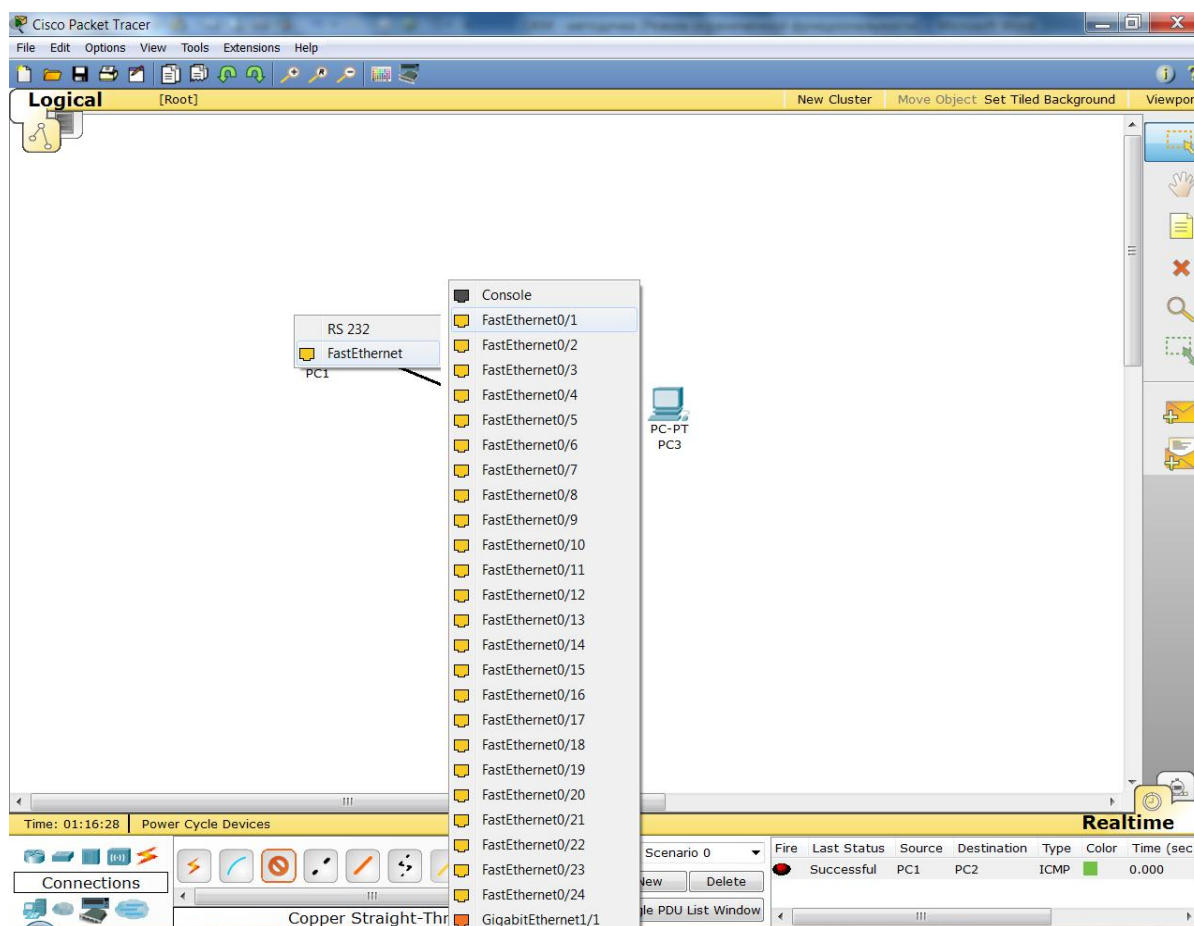 Cisco Packet Tracer
File Edit Options View Tools Extensions Help
Logical [Root] New Cluster Move Object Set Tiled Background Viewpor
Console
FastEthernet0/1
RS 232
FastEthernet0/2
FastEthernet
FastEthernet0/3
PC1
FastEthernet0/4
FastEthernet0/5
PC-PT
FastEthernet0/6
PC3
FastEthernet0/7
FastEthernet0/8
FastEthernet0/9
FastEthernet0/10
FastEthernet0/11
FastEthernet0/12
FastEthernet0/13
FastEthernet0/14
FastEthernet0/15
FastEthernet0/16
FastEthernet0/17
FastEthernet0/18
FastEthernet0/19
FastEthernet0/20
FastEthernet0/21
FastEthernet0/22
FastEthernet0/23
FastEthernet0/24
GigabitEthernet1/1
Time: 01:16:28 Power Cycle Devices Realtime
Connections
Copper Straight-Thr
Scenario 0
New Delete
le PDU List Window
Fire Last Status Source Destination Type Color Time (sec
Successful PC1 PC2 ICMP 0.000